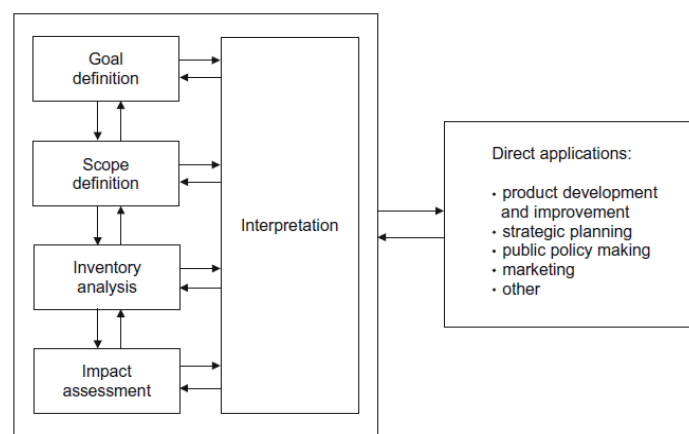 Goal
definition
Scope
definition
Inventory
analysis
Impact
assessment
Interpretation
Direct applications:
• product development
and improvement
• strategic planning
• public policy making
• marketing
• other